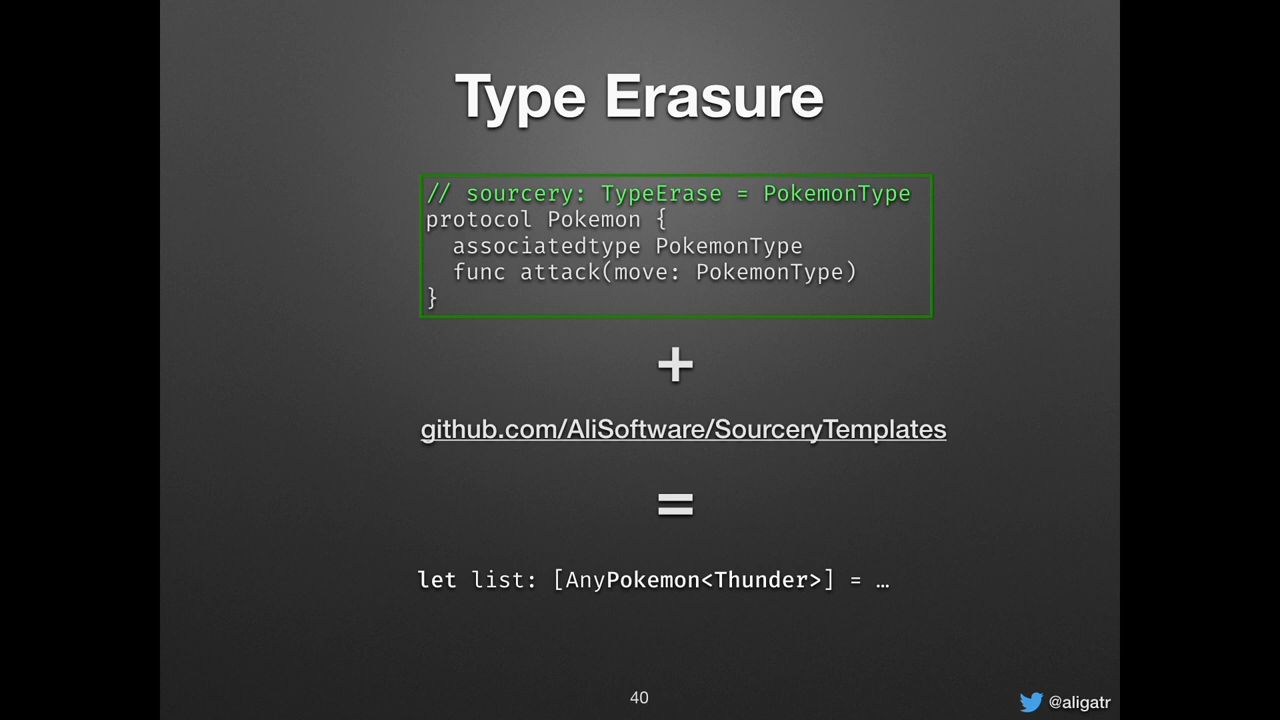 Type Erasure
// sourcery: TypeErase = PokemonType
protocol Pokemon {
  associatedtype PokemonType
  func attack(move: PokemonType)
}
+
github.com/AliSoftware/SourceryTemplates
=
let list: [AnyPokemon<Thunder>] = …
40
@aligatr